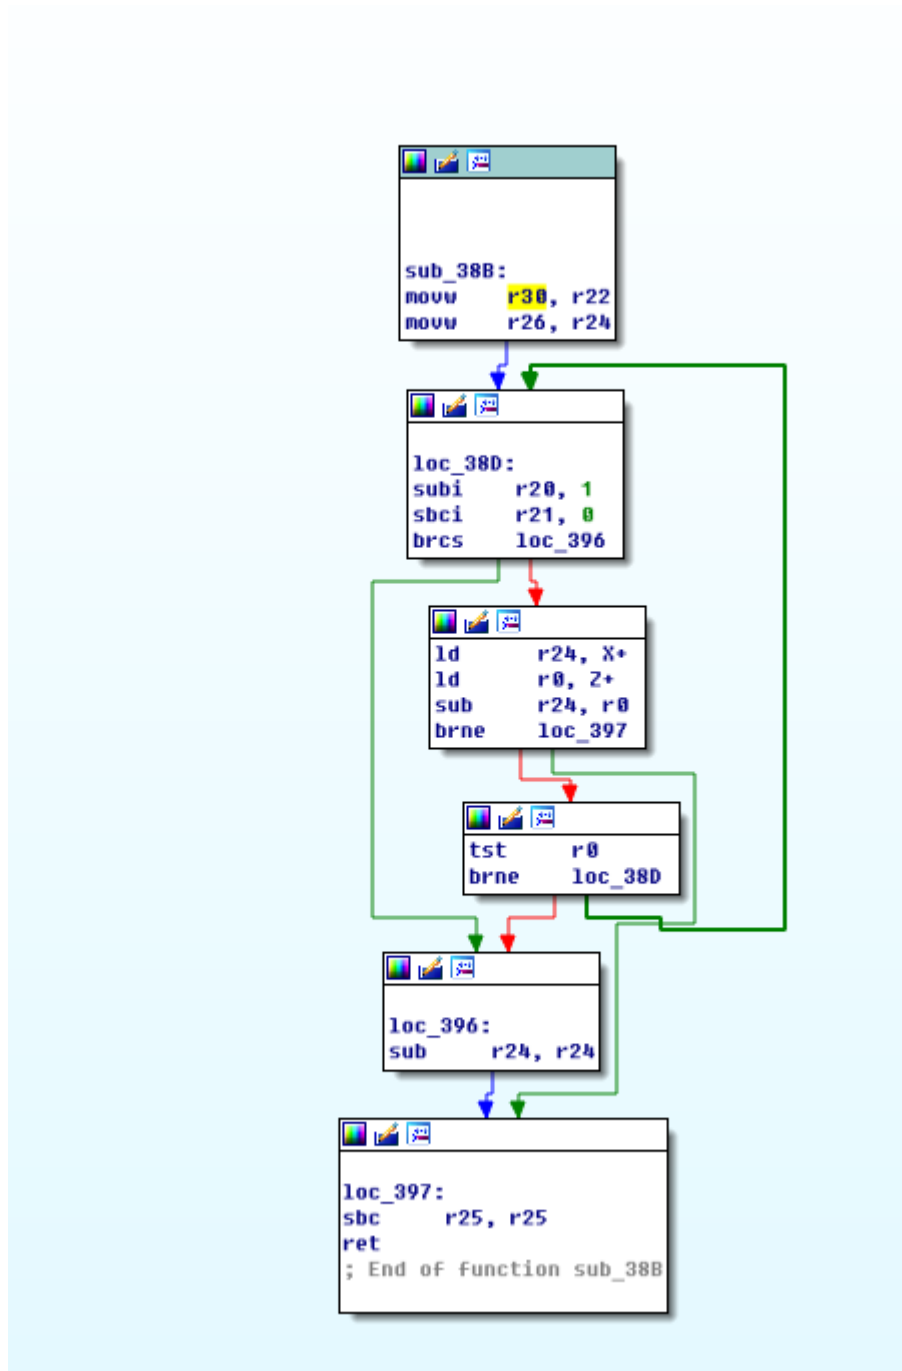 sub_38B:
movw r30, r22
movw r26, r24
loc_38D:
subi r20, 1
sbci r21, 0
brcs loc_396
ld r24, X+
ld r0, Z+
sub r24, r0
brne loc_397
tst r0
brne loc_38D
loc_396:
sub r24, r24
loc_397:
sbc r25, r25
ret
; End of function sub_38B